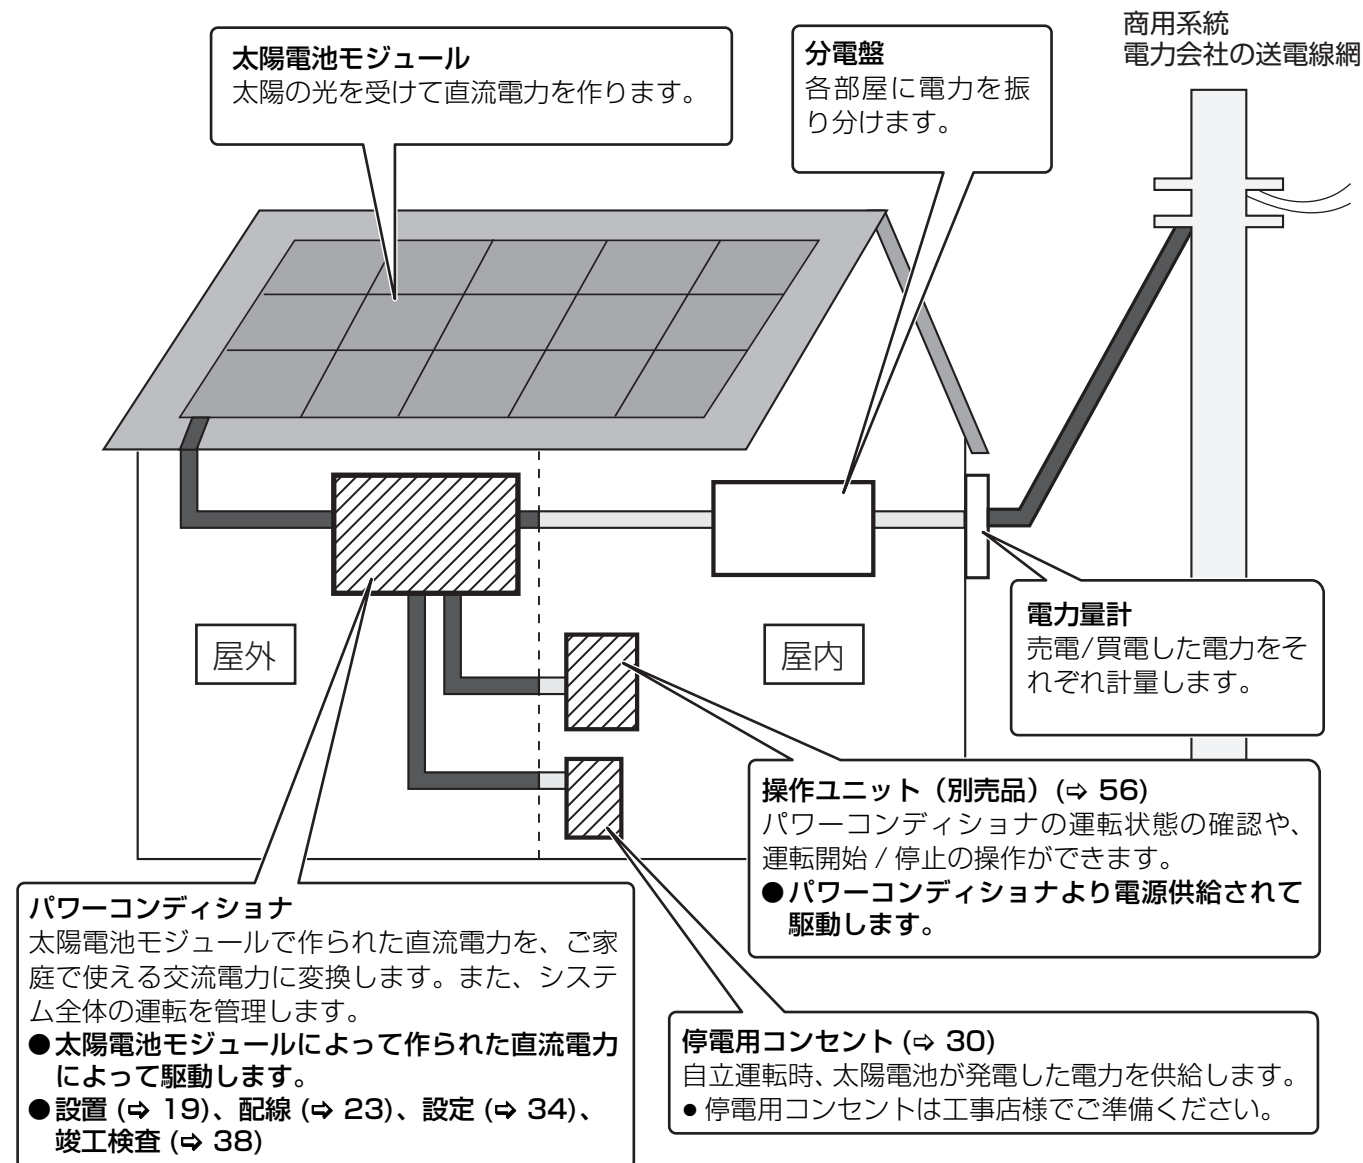 商用系統
電力会社の送電線網
太陽電池モジュール
太陽の光を受けて直流電力を作ります。
分電盤
各部屋に電力を振
り分けます。
屋外
屋内
電力量計
売電/買電した電力をそ
れぞれ計量します。
操作ユニット（別売品）(⇨ 56)
パワーコンディショナの運転状態の確認や、
運転開始 / 停止の操作ができます。
●パワーコンディショナより電源供給されて
駆動します。
パワーコンディショナ
太陽電池モジュールで作られた直流電力を、ご家
庭で使える交流電力に変換します。また、システ
ム全体の運転を管理します。
●太陽電池モジュールによって作られた直流電力
によって駆動します。
●設置 (⇨ 19)、配線 (⇨ 23)、設定 (⇨ 34)、
竣工検査 (⇨ 38)
停電用コンセント (⇨ 30)
自立運転時、太陽電池が発電した電力を供給します。
● 停電用コンセントは工事店様でご準備ください。